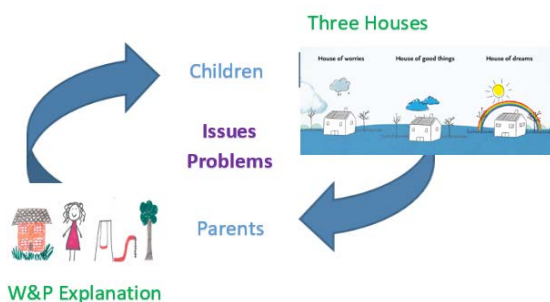 Three Houses
House of worries
House of good things
House of dreams
Children
Issues
Problems
Parents
W&P Explanation